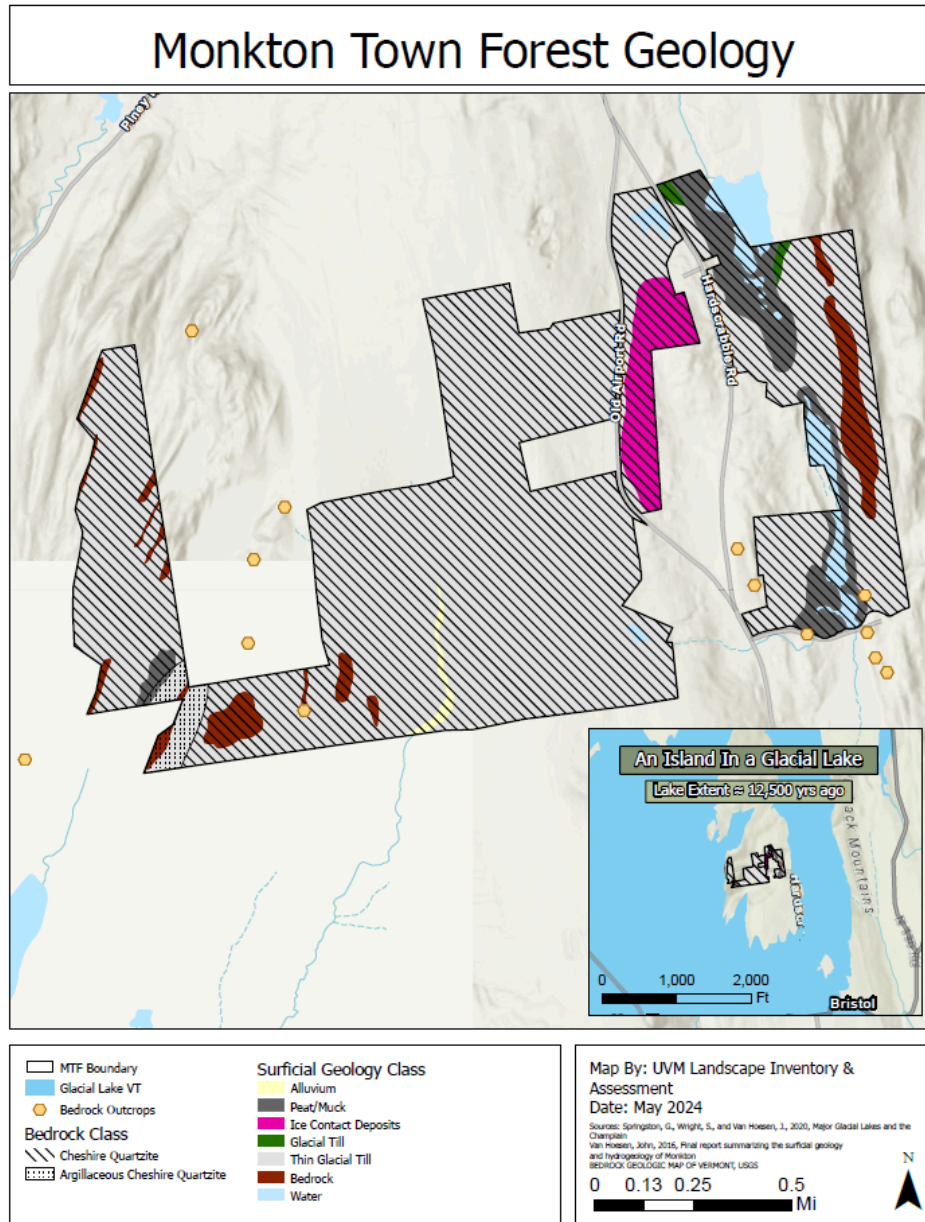 Monkton Town Forest Geology
Piney
Old Airport Rd
Hardscrabble Rd
An Island In a Glacial Lake
Lake Extent ≈ 12,500 yrs ago
ack Mountains
Hardsc
0 1,000 2,000
Ft
Bristol
MTF Boundary
Glacial Lake VT
Bedrock Outcrops
Bedrock Class
Cheshire Quartzite
Argillaceous Cheshire Quartzite
Surficial Geology Class
Alluvium
Peat/Muck
Ice Contact Deposits
Glacial Till
Thin Glacial Till
Bedrock
Water
Map By: UVM Landscape Inventory &
Assessment
Date: May 2024
Sources: Springston, G., Wright, S., and Van Hoesen, J., 2020, Major Glacial Lakes and the
Champlain
Van Hoesen, John, 2016, Final report summarizing the surficial geology
and hydrogeology of Monkton
BEDROCK GEOLOGIC MAP OF VERMONT, USGS
N
0 0.13 0.25 0.5
Mi